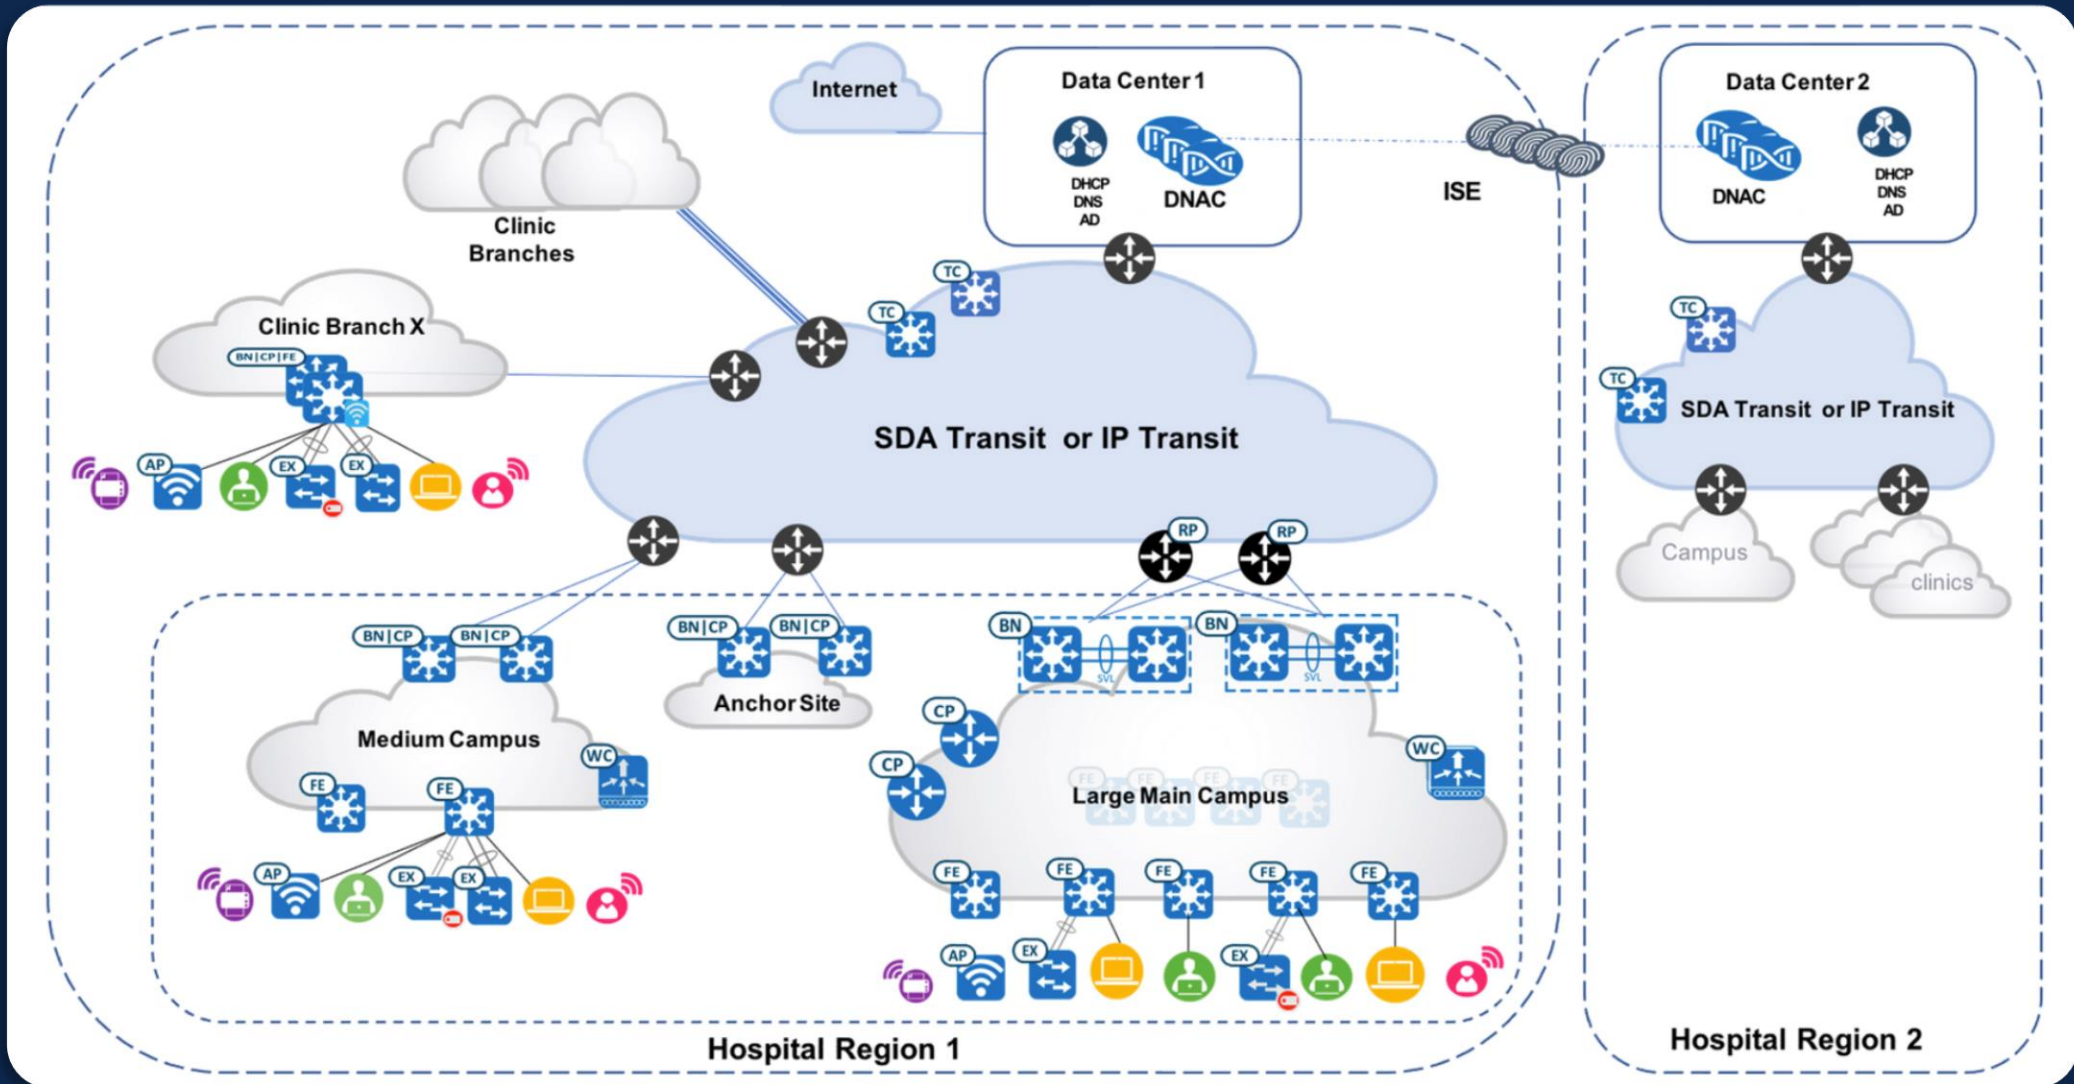 Internet
Data Center 1
DHCP
DNS
AD
DNAC
ISE
Data Center 2
DNAC
DHCP
DNS
AD
Clinic
Branches
TC
TC
Clinic Branch X
BN|CP|FE
AP
EX
EX
SDA Transit or IP Transit
TC
TC
SDA Transit or IP Transit
RP
RP
Campus
clinics
BN|CP
BN|CP
Medium Campus
WC
FE
FE
AP
EX
EX
BN|CP
BN|CP
Anchor Site
BN
SVL
BN
SVL
CP
CP
WC
FE
FE
FE
FE
Large Main Campus
FE
FE
FE
FE
FE
AP
EX
EX
Hospital Region 1
Hospital Region 2